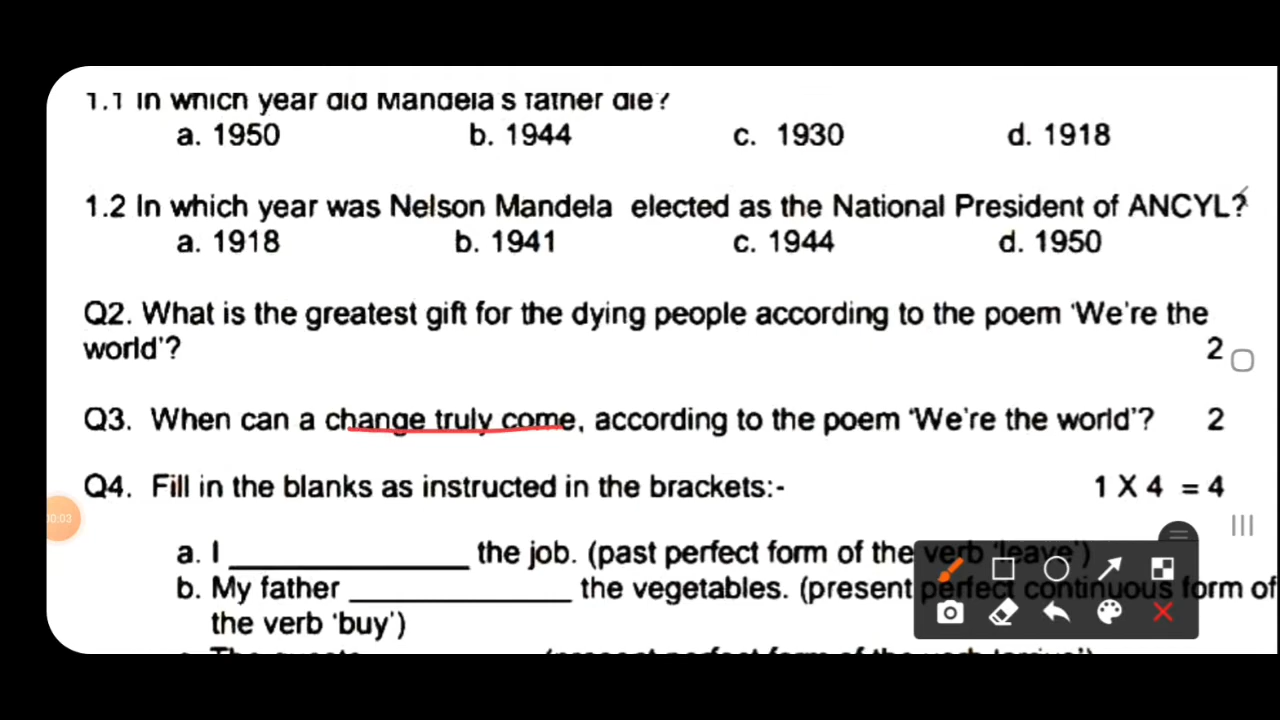 1.1 In which year did Mandela's father die?
a. 1950 b. 1944 c. 1930 d. 1918
1.2 In which year was Nelson Mandela elected as the National President of ANCYL?
a. 1918 b. 1941 c. 1944 d. 1950
Q2. What is the greatest gift for the dying people according to the poem 'We're the
world'? 2
Q3. When can a change truly come, according to the poem 'We're the world'? 2
Q4. Fill in the blanks as instructed in the brackets:- 1 X 4 = 4
00:03
a. I ____________ the job. (past perfect form of the verb 'leave')
b. My father ____________ the vegetables. (present perfect continuous form of
the verb 'buy')